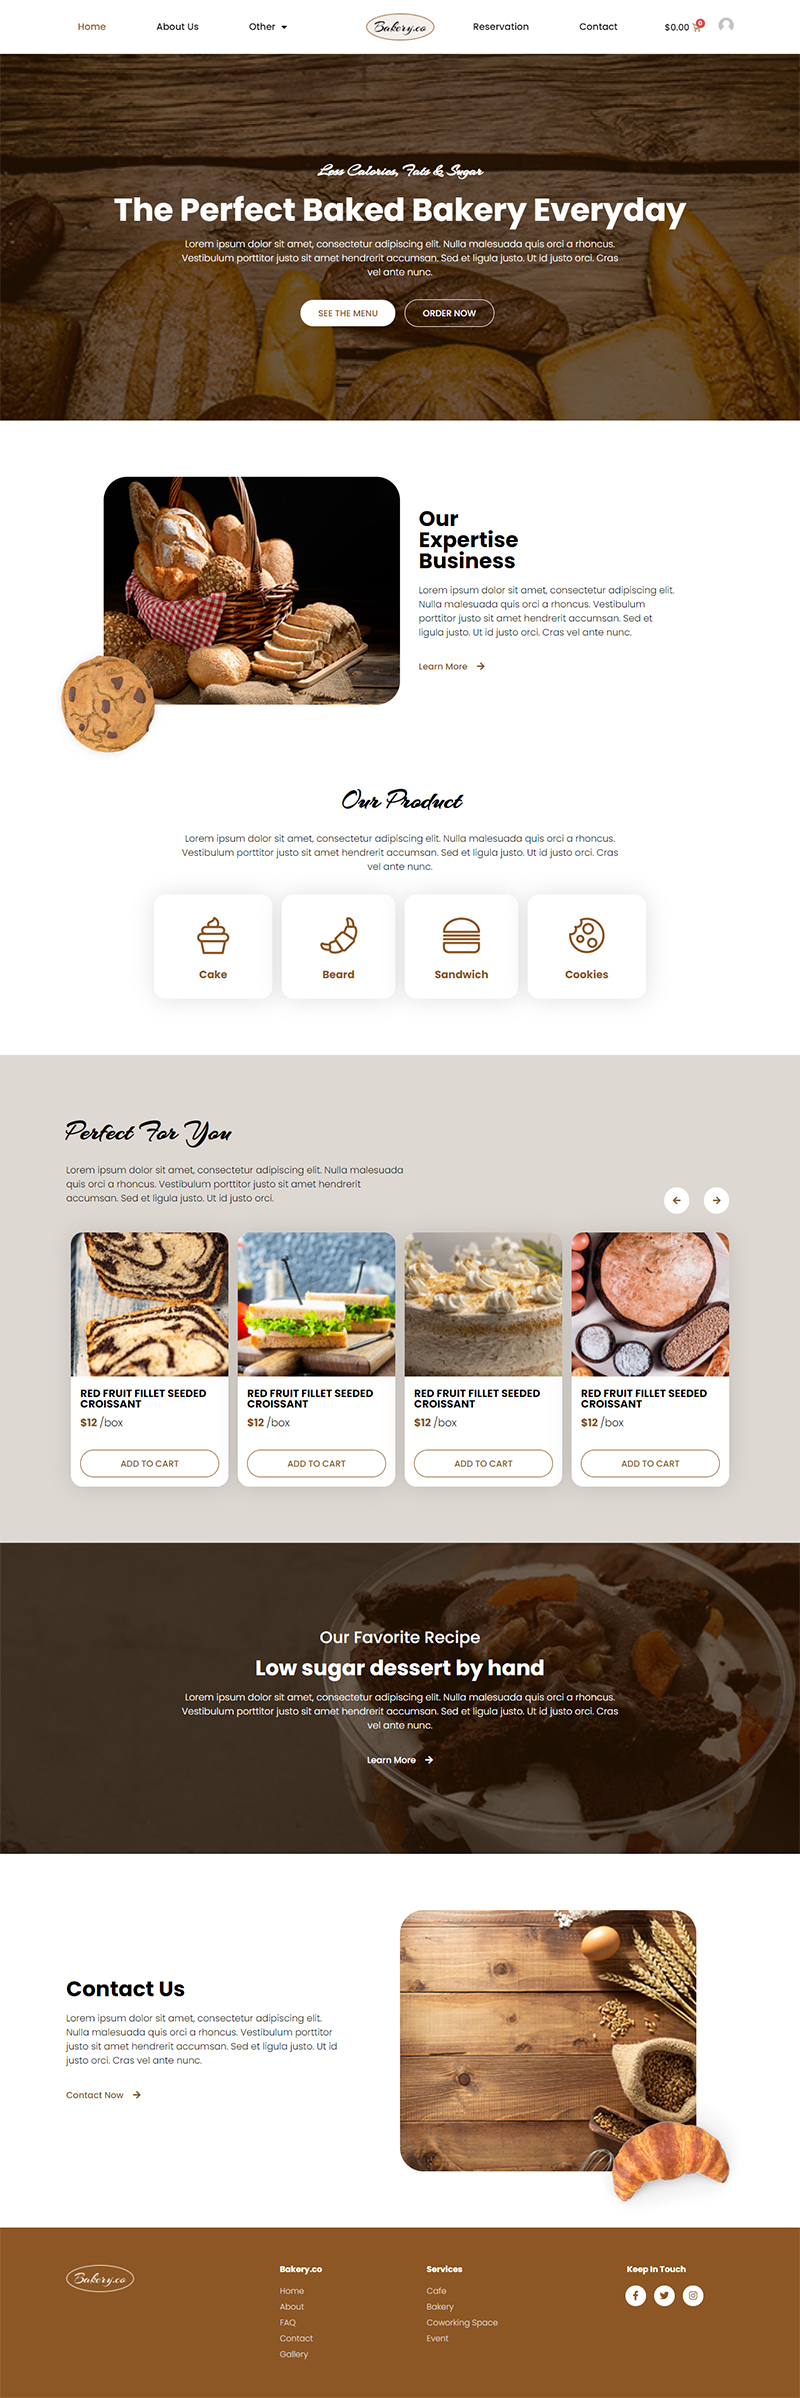 Home
About Us
Other
Bakery.co
Reservation
Contact
$0.00
0
Less Calories, Fats & Sugar
The Perfect Baked Bakery Everyday
Lorem ipsum dolor sit amet, consectetur adipiscing elit. Nulla malesuada quis orci a rhoncus.
Vestibulum porttitor justo sit amet hendrerit accumsan. Sed et ligula justo. Ut id justo orci. Cras
vel ante nunc.
SEE THE MENU
ORDER NOW
Our
Expertise
Business
Lorem ipsum dolor sit amet, consectetur adipiscing elit.
Nulla malesuada quis orci a rhoncus. Vestibulum
porttitor justo sit amet hendrerit accumsan. Sed et
ligula justo. Ut id justo orci. Cras vel ante nunc.
Learn More
Our Product
Lorem ipsum dolor sit amet, consectetur adipiscing elit. Nulla malesuada quis orci a rhoncus.
Vestibulum porttitor justo sit amet hendrerit accumsan. Sed et ligula justo. Ut id justo orci. Cras
vel ante nunc.
Cake
Beard
Sandwich
Cookies
Perfect For You
Lorem ipsum dolor sit amet, consectetur adipiscing elit. Nulla malesuada
quis orci a rhoncus. Vestibulum porttitor justo sit amet hendrerit
accumsan. Sed et ligula justo. Ut id justo orci.
RED FRUIT FILLET SEEDED
CROISSANT
$12 /box
ADD TO CART
RED FRUIT FILLET SEEDED
CROISSANT
$12 /box
ADD TO CART
RED FRUIT FILLET SEEDED
CROISSANT
$12 /box
ADD TO CART
RED FRUIT FILLET SEEDED
CROISSANT
$12 /box
ADD TO CART
Our Favorite Recipe
Low sugar dessert by hand
Lorem ipsum dolor sit amet, consectetur adipiscing elit. Nulla malesuada quis orci a rhoncus.
Vestibulum porttitor justo sit amet hendrerit accumsan. Sed et ligula justo. Ut id justo orci. Cras
vel ante nunc.
Learn More
Contact Us
Lorem ipsum dolor sit amet, consectetur adipiscing elit.
Nulla malesuada quis orci a rhoncus. Vestibulum porttitor
justo sit amet hendrerit accumsan. Sed et ligula justo. Ut id
justo orci. Cras vel ante nunc.
Contact Now
Bakery.co
Bakery.co
Home
About
FAQ
Contact
Gallery
Services
Cafe
Bakery
Coworking Space
Event
Keep In Touch